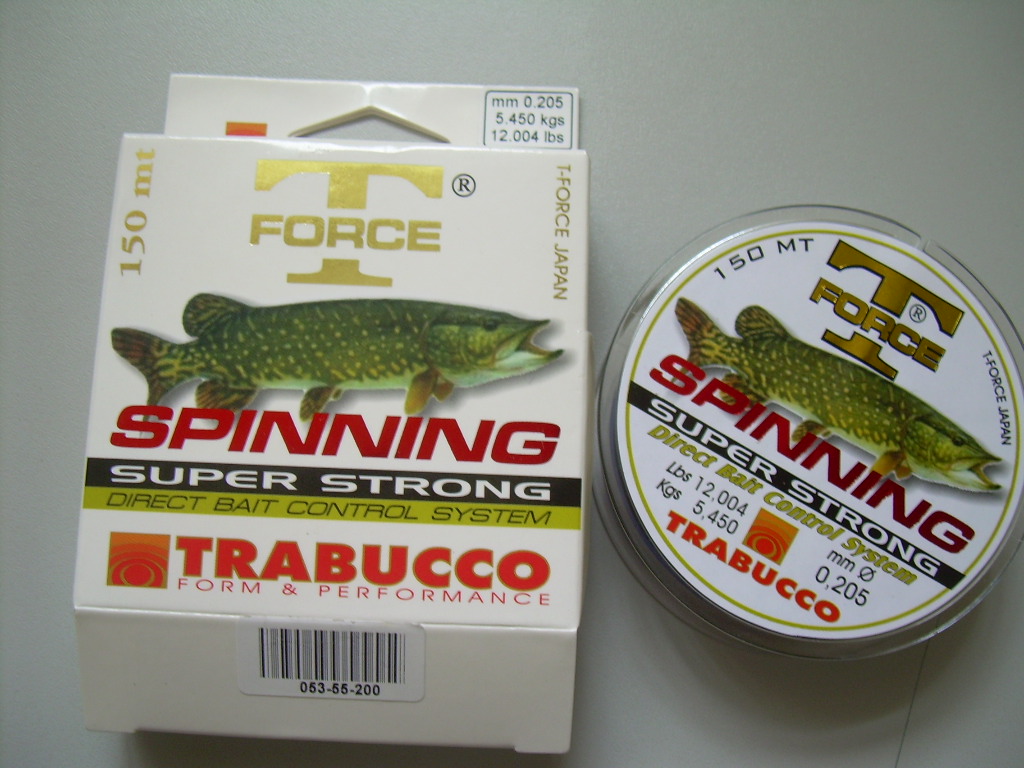 mm 0.205
5.450 kgs
12.004 lbs
150 mt
T
FORCE
®
T-FORCE JAPAN
SPINNING
SUPER STRONG
DIRECT BAIT CONTROL SYSTEM
TRABUCCO
FORM & PERFORMANCE
053-55-200
150 MT
T
FORCE
®
T-FORCE JAPAN
SPINNING
SUPER STRONG
Direct Bait Control System
Lbs 12.004
Kgs 5,450
mm Ø
0,205
TRABUCCO